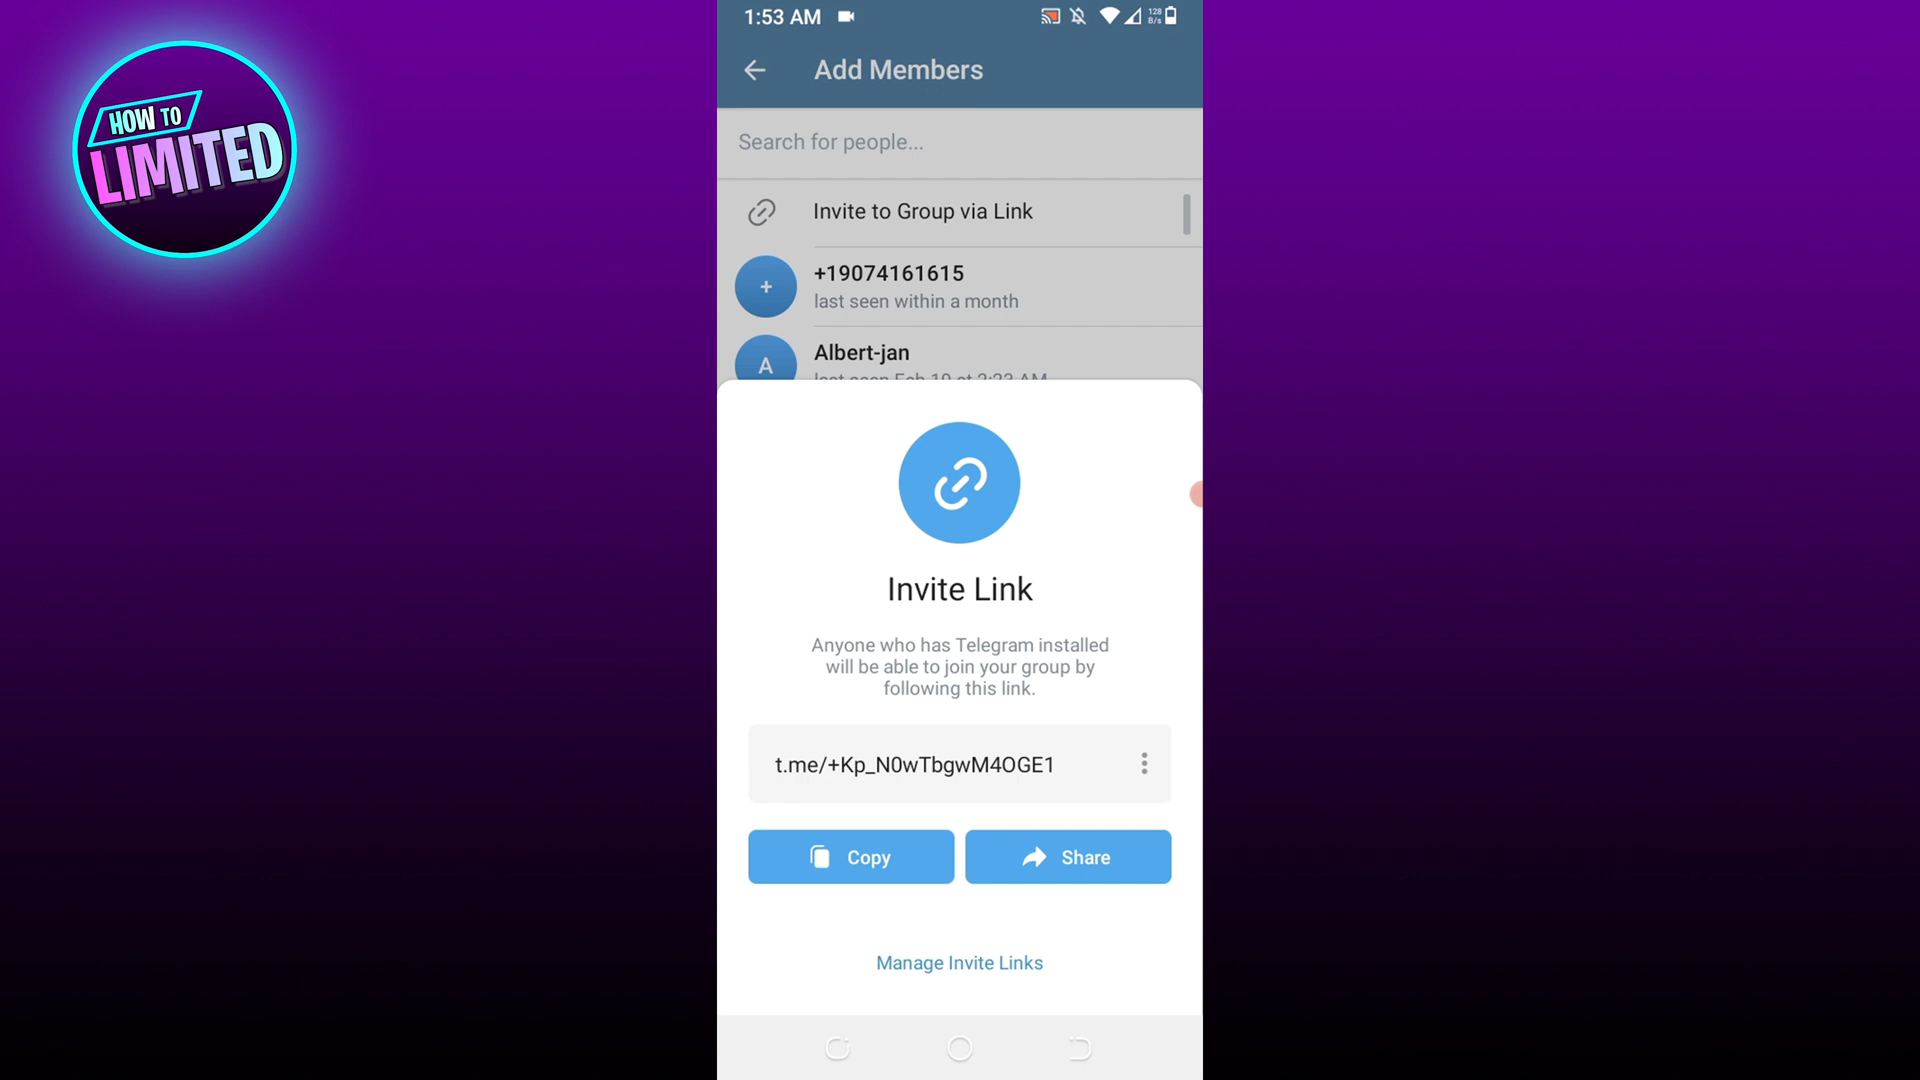 HOW TO
LIMITED
1:53 AM
128
B/s
Add Members
Search for people...
Invite to Group via Link
+
+19074161615
last seen within a month
A
Albert-jan
last seen Feb 19 at 2:23 AM
Invite Link
Anyone who has Telegram installed
will be able to join your group by
following this link.
t.me/+Kp_N0wTbgwM4OGE1
Copy
Share
Manage Invite Links